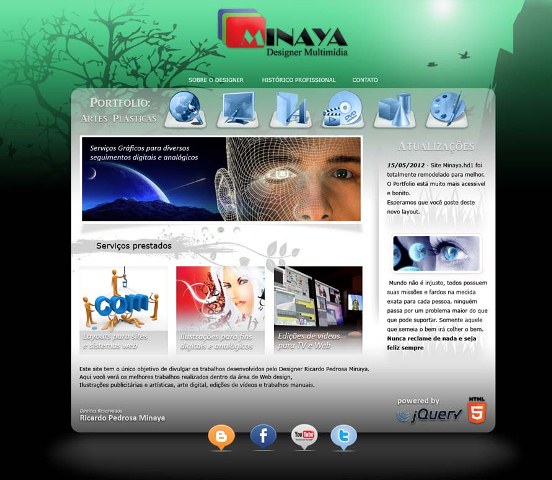 MINAYA
Designer Multimídia
SOBRE O DESIGNER
HISTÓRICO PROFISSIONAL
CONTATO
PORTFOLIO:
ARTES PLÁSTICAS
Serviços Gráficos para diversos
seguimentos digitais e analógicos
Serviços prestados
.com
Layouts para sites
e sistemas web
Ilustrações para fins
digitais e analógicos
Edições de vídeos
para TV e Web
ATUALIZAÇÕES
15/05/2012 - Site Minaya.hd1 foi
totalmente remodelado para melhor.
O Portfolio está muito mais acessivel
e bonito.
Esperamos que você goste deste
novo layout.
Mundo não é injusto, todos possuem
suas missões e fardos na medida
exata para cada pessoa, ninguém
passa por um problema maior do que
que pode suportar. Somente aquele
que semeia o bem irá colher o bem.
Nunca reclame do nada e seja
feliz sempre
Este site tem o único objetivo de divulgar os trabalhos desenvolvidos pelo Designer Ricardo Pedrosa Minaya.
Aqui você verá os melhores trabalhos realizados dentro da área de Web design,
Ilustrações publiciárias e artísticas, arte digital, edições de vídeos e trabalhos manuais.
Direitos Reservados
Ricardo Pedrosa Minaya
powered by
jQuery
HTML
5
You Tube